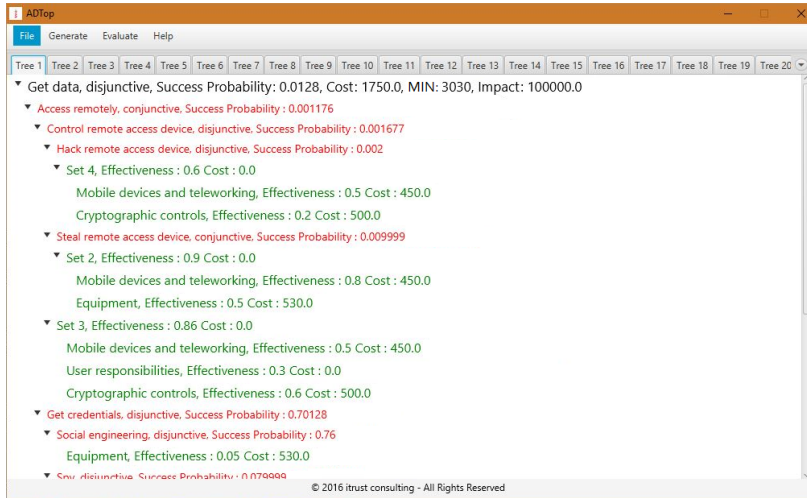 ADTop
File Generate Evaluate Help
Tree 1 Tree 2 Tree 3 Tree 4 Tree 5 Tree 6 Tree 7 Tree 8 Tree 9 Tree 10 Tree 11 Tree 12 Tree 13 Tree 14 Tree 15 Tree 16 Tree 17 Tree 18 Tree 19 Tree 20
Get data, disjunctive, Success Probability: 0.0128, Cost: 1750.0, MIN: 3030, Impact: 100000.0
Access remotely, conjunctive, Success Probability : 0.001176
Control remote access device, disjunctive, Success Probability : 0.001677
Hack remote access device, disjunctive, Success Probability : 0.002
Set 4, Effectiveness : 0.6 Cost : 0.0
Mobile devices and teleworking, Effectiveness : 0.5 Cost : 450.0
Cryptographic controls, Effectiveness : 0.2 Cost : 500.0
Steal remote access device, conjunctive, Success Probability : 0.009999
Set 2, Effectiveness : 0.9 Cost : 0.0
Mobile devices and teleworking, Effectiveness : 0.8 Cost : 450.0
Equipment, Effectiveness : 0.5 Cost : 530.0
Set 3, Effectiveness : 0.86 Cost : 0.0
Mobile devices and teleworking, Effectiveness : 0.5 Cost : 450.0
User responsibilities, Effectiveness : 0.3 Cost : 0.0
Cryptographic controls, Effectiveness : 0.6 Cost : 500.0
Get credentials, disjunctive, Success Probability : 0.70128
Social engineering, disjunctive, Success Probability : 0.76
Equipment, Effectiveness : 0.05 Cost : 530.0
Spy, disjunctive, Success Probability : 0.079999
© 2016 itrust consulting - All Rights Reserved